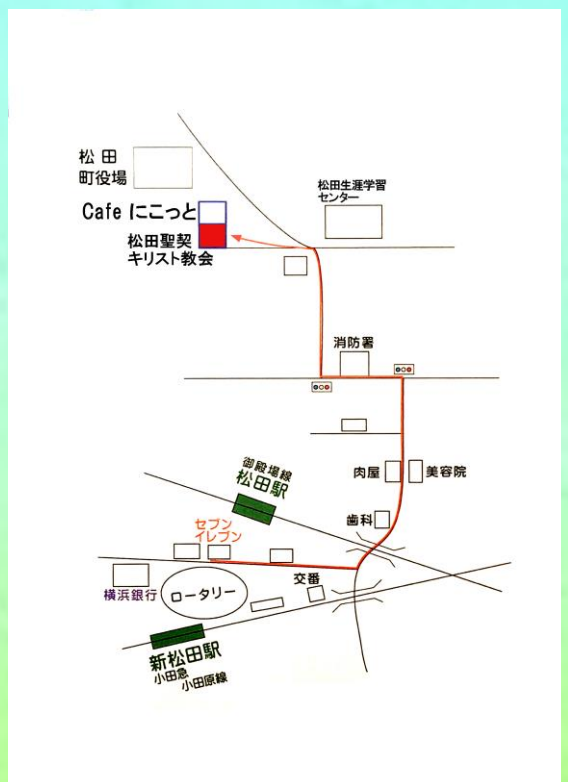 松田
町役場
松田生涯学習
センター
Cafe にこっと
松田聖契
キリスト教会
消防署
肉屋
美容院
御殿場線
松田駅
歯科
セブン
イレブン
交番
横浜銀行
ロータリー
新松田駅
小田急
小田原線